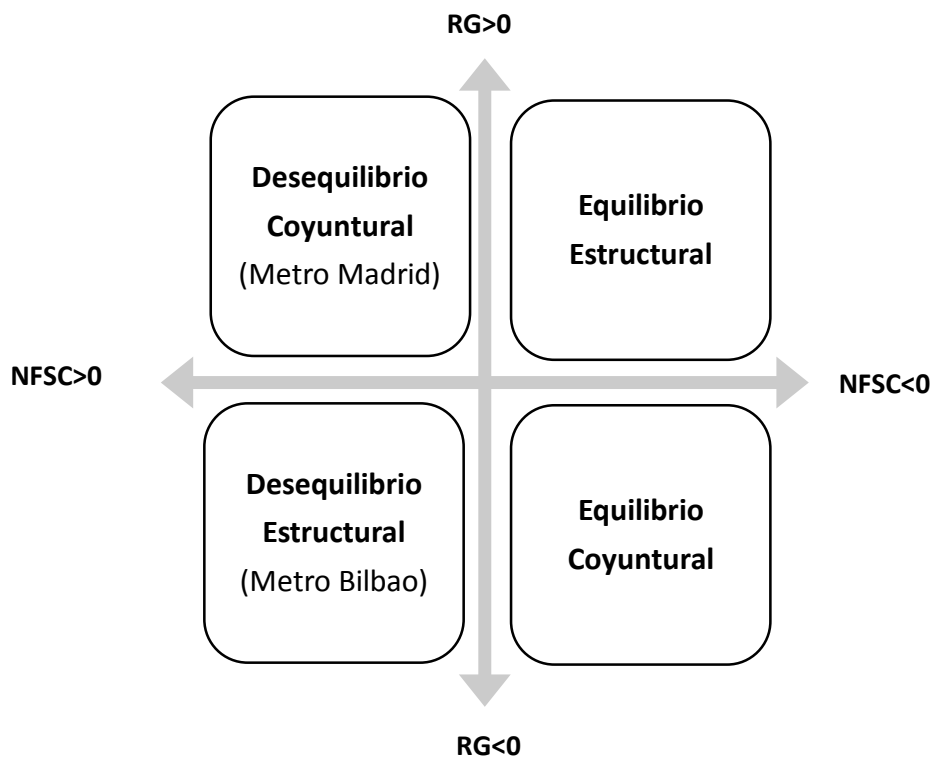 RG>0
Desequilibrio
Coyuntural
(Metro Madrid)
Equilibrio
Estructural
NFSC>0
NFSC<0
Desequilibrio
Estructural
(Metro Bilbao)
Equilibrio
Coyuntural
RG<0